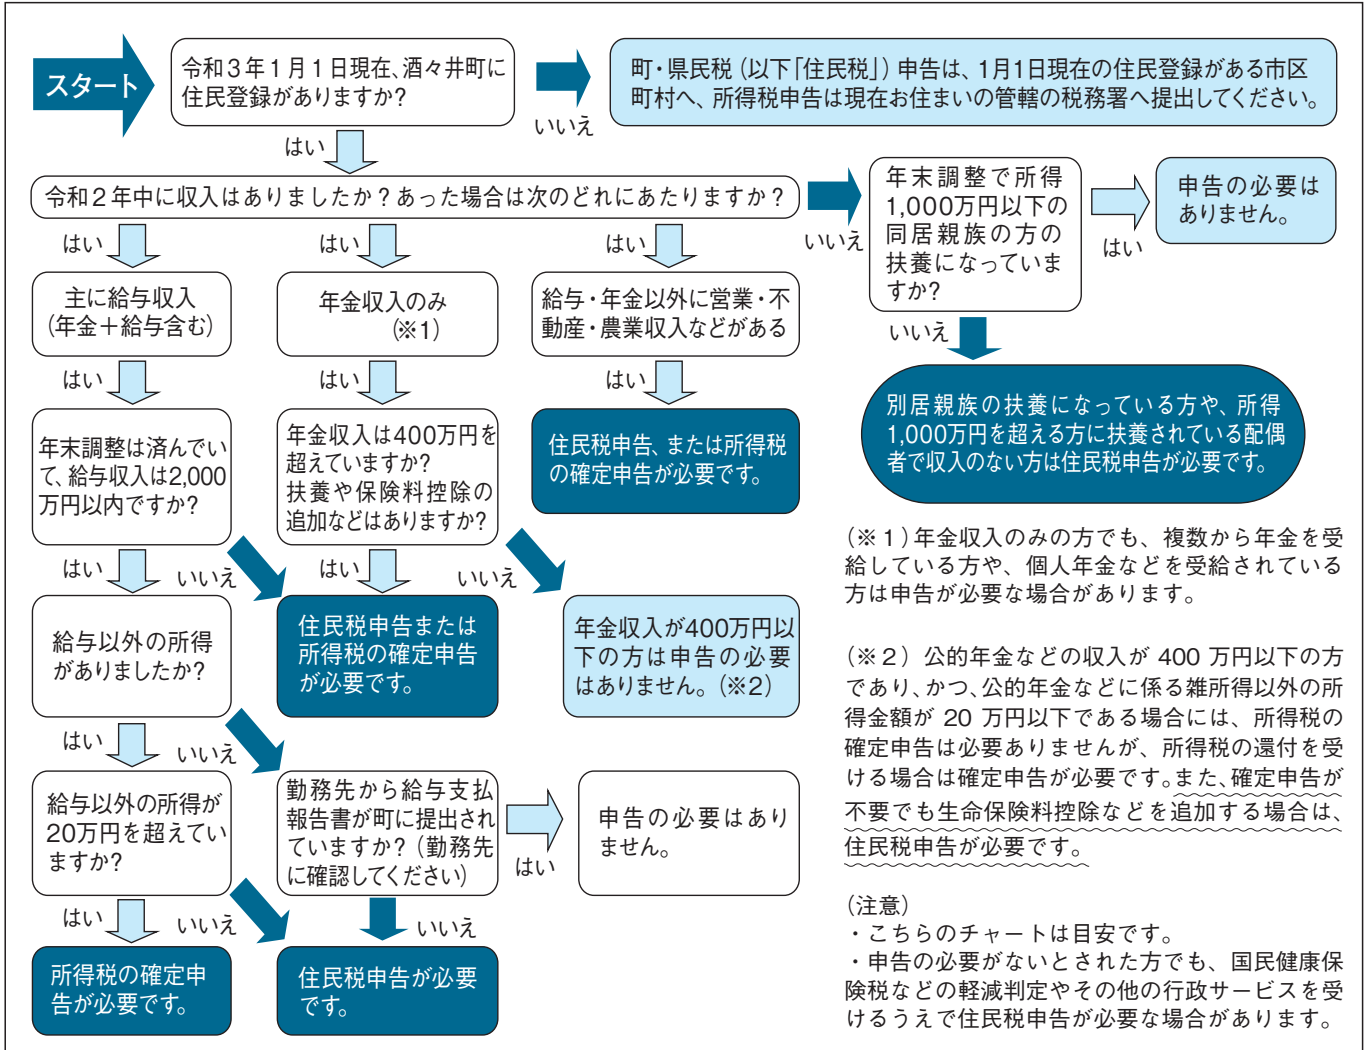 スタート
令和3年1月1日現在、酒々井町に
住民登録がありますか？
いいえ
町・県民税（以下「住民税」）申告は、1月1日現在の住民登録がある市区
町村へ、所得税申告は現在お住まいの管轄の税務署へ提出してください。
はい
令和2年中に収入はありましたか？あった場合は次のどれにあたりますか？
いいえ
年末調整で所得
1,000万円以下の
同居親族の方の
扶養になっていま
すか？
はい
申告の必要は
ありません。
いいえ
別居親族の扶養になっている方や、所得
1,000万円を超える方に扶養されている配偶
者で収入のない方は住民税申告が必要です。
はい
はい
はい
主に給与収入
（年金＋給与含む）
年金収入のみ
（※1）
給与・年金以外に営業・不
動産・農業収入などがある
はい
はい
はい
年末調整は済んでい
て、給与収入は2,000
万円以内ですか？
年金収入は400万円を
超えていますか？
扶養や保険料控除の
追加などはありますか？
住民税申告、または所得税
の確定申告が必要です。
はい
いいえ
はい
いいえ
給与以外の所得
がありましたか？
住民税申告または
所得税の確定申告
が必要です。
年金収入が400万円以
下の方は申告の必要
はありません。（※2）
はい
いいえ
給与以外の所得が
20万円を超えてい
ますか？
勤務先から給与支払
報告書が町に提出され
ていますか？（勤務先
に確認してください）
はい
申告の必要はあり
ません。
はい
いいえ
いいえ
所得税の確定申
告が必要です。
住民税申告が必要
です。
（※1）年金収入のみの方でも、複数から年金を受
給している方や、個人年金などを受給されている
方は申告が必要な場合があります。
（※2）公的年金などの収入が 400 万円以下の方
であり、かつ、公的年金などに係る雑所得以外の所
得金額が 20 万円以下である場合には、所得税の
確定申告は必要ありませんが、所得税の還付を受
ける場合は確定申告が必要です。また、確定申告が
不要でも生命保険料控除などを追加する場合は、
住民税申告が必要です。
（注意）
・こちらのチャートは目安です。
・申告の必要がないとされた方でも、国民健康保
険税などの軽減判定やその他の行政サービスを受
けるうえで住民税申告が必要な場合があります。